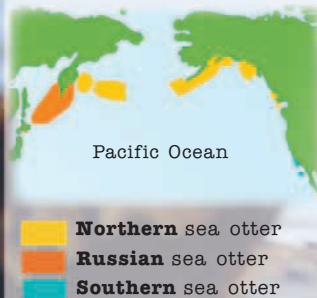 Pacific Ocean
Northern sea otter
Russian sea otter
Southern sea otter